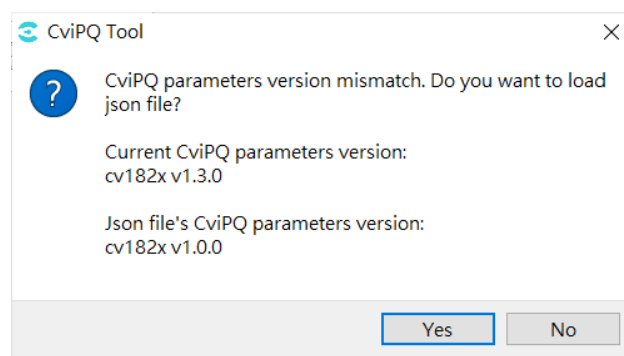 CviPQ Tool
CviPQ parameters version mismatch. Do you want to load
json file?
Current CviPQ parameters version:
cv182x v1.3.0
Json file's CviPQ parameters version:
cv182x v1.0.0
Yes No